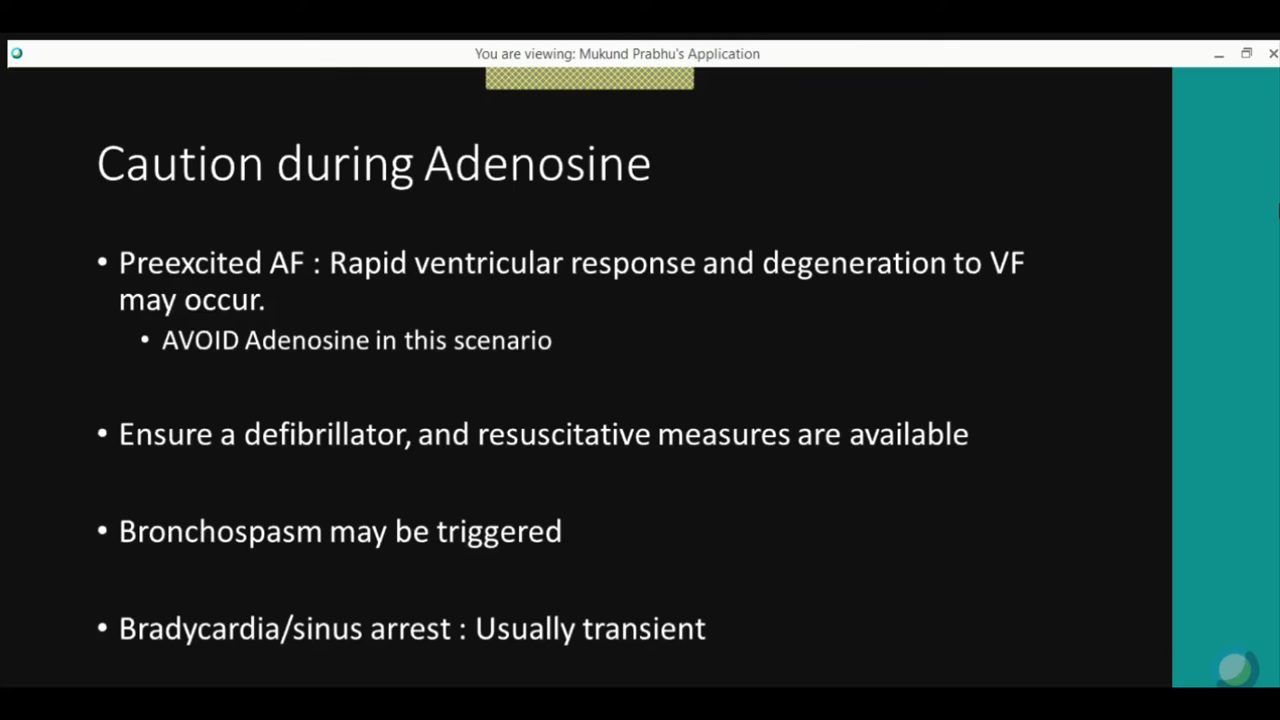 You are viewing: Mukund Prabhu's Application
Caution during Adenosine
• Preexcited AF : Rapid ventricular response and degeneration to VF
may occur.
• AVOID Adenosine in this scenario
• Ensure a defibrillator, and resuscitative measures are available
• Bronchospasm may be triggered
• Bradycardia/sinus arrest : Usually transient